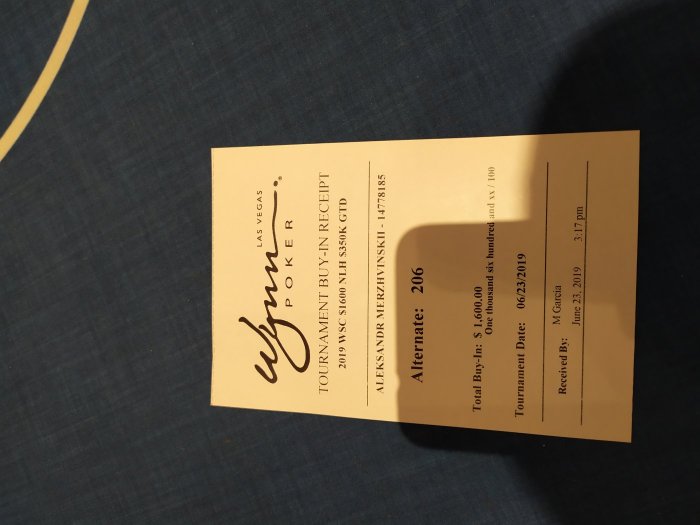 Wynn
LAS VEGAS
POKER
TOURNAMENT BUY-IN RECEIPT
2019 WSC $1600 NLH $350K GTD
ALEKSANDR MERZHVINSKII - 14778185
Alternate: 206
Total Buy-In: $ 1,600.00
One thousand six hundred and xx / 100
Tournament Date: 06/23/2019
Received By: M Garcia
June 23, 2019 3:17 pm